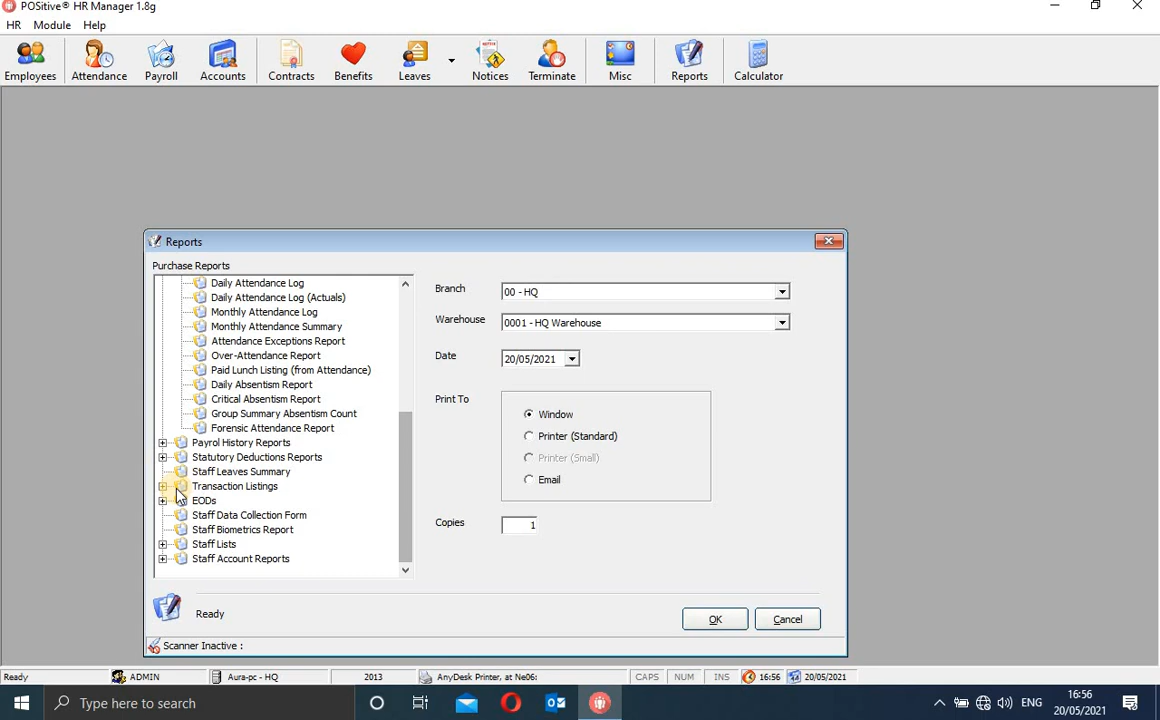 POSitive® HR Manager 1.8g
HR Module Help
Employees Attendance Payroll Accounts Contracts Benefits Leaves Notices Terminate Misc Reports Calculator
Reports
Purchase Reports
Daily Attendance Log
Daily Attendance Log (Actuals)
Monthly Attendance Log
Monthly Attendance Summary
Attendance Exceptions Report
Over-Attendance Report
Paid Lunch Listing (from Attendance)
Daily Absentism Report
Critical Absentism Report
Group Summary Absentism Count
Forensic Attendance Report
Payrol History Reports
Statutory Deductions Reports
Staff Leaves Summary
Transaction Listings
EODs
Staff Data Collection Form
Staff Biometrics Report
Staff Lists
Staff Account Reports
Branch 00 - HQ
Warehouse 0001 - HQ Warehouse
Date 20/05/2021
Print To
Window
Printer (Standard)
Printer (Small)
Email
Copies 1
Ready
OK Cancel
Scanner Inactive :
Ready ADMIN Aura-pc - HQ 2013 AnyDesk Printer, at Ne06: CAPS NUM INS 16:56 20/05/2021
Type here to search
ENG
16:56
20/05/2021